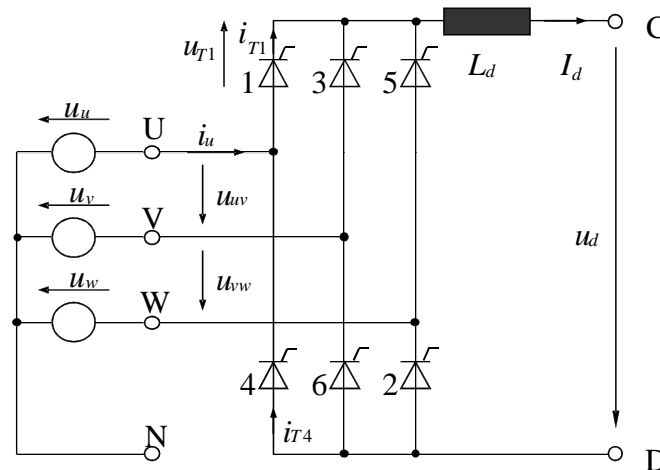 C
u_T1 i_T1
1 3 5 L_d I_d
u_u U i_u
u_v V u_uv
u_d
u_w W u_vw
4 6 2
N i_T4
D